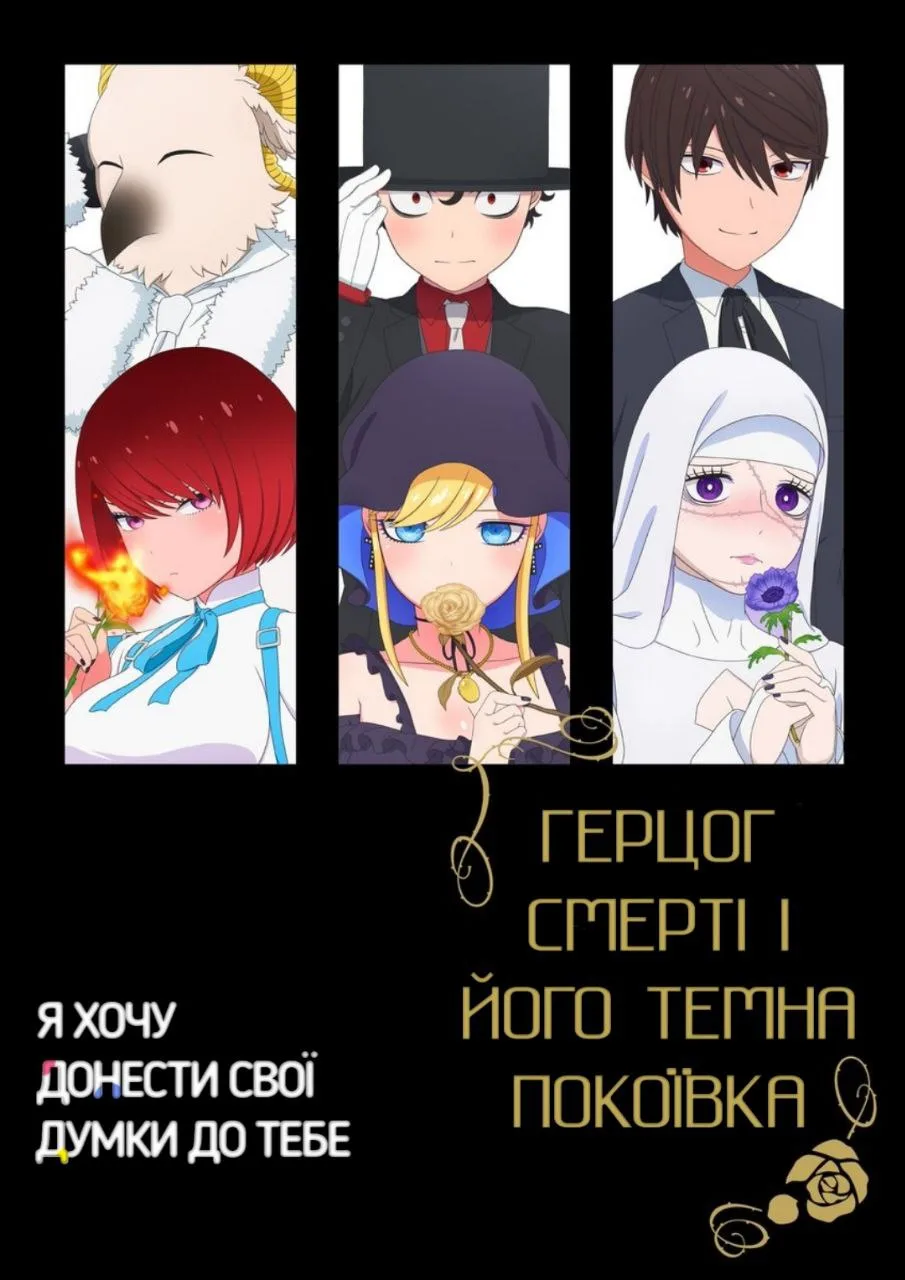 ГЕРЦОГ
СМЕРТІ І
ЙОГО ТЕМНА
ПОКОЇВКА
Я ХОЧУ
ДОНЕСТИ СВОЇ
ДУМКИ ДО ТЕБЕ